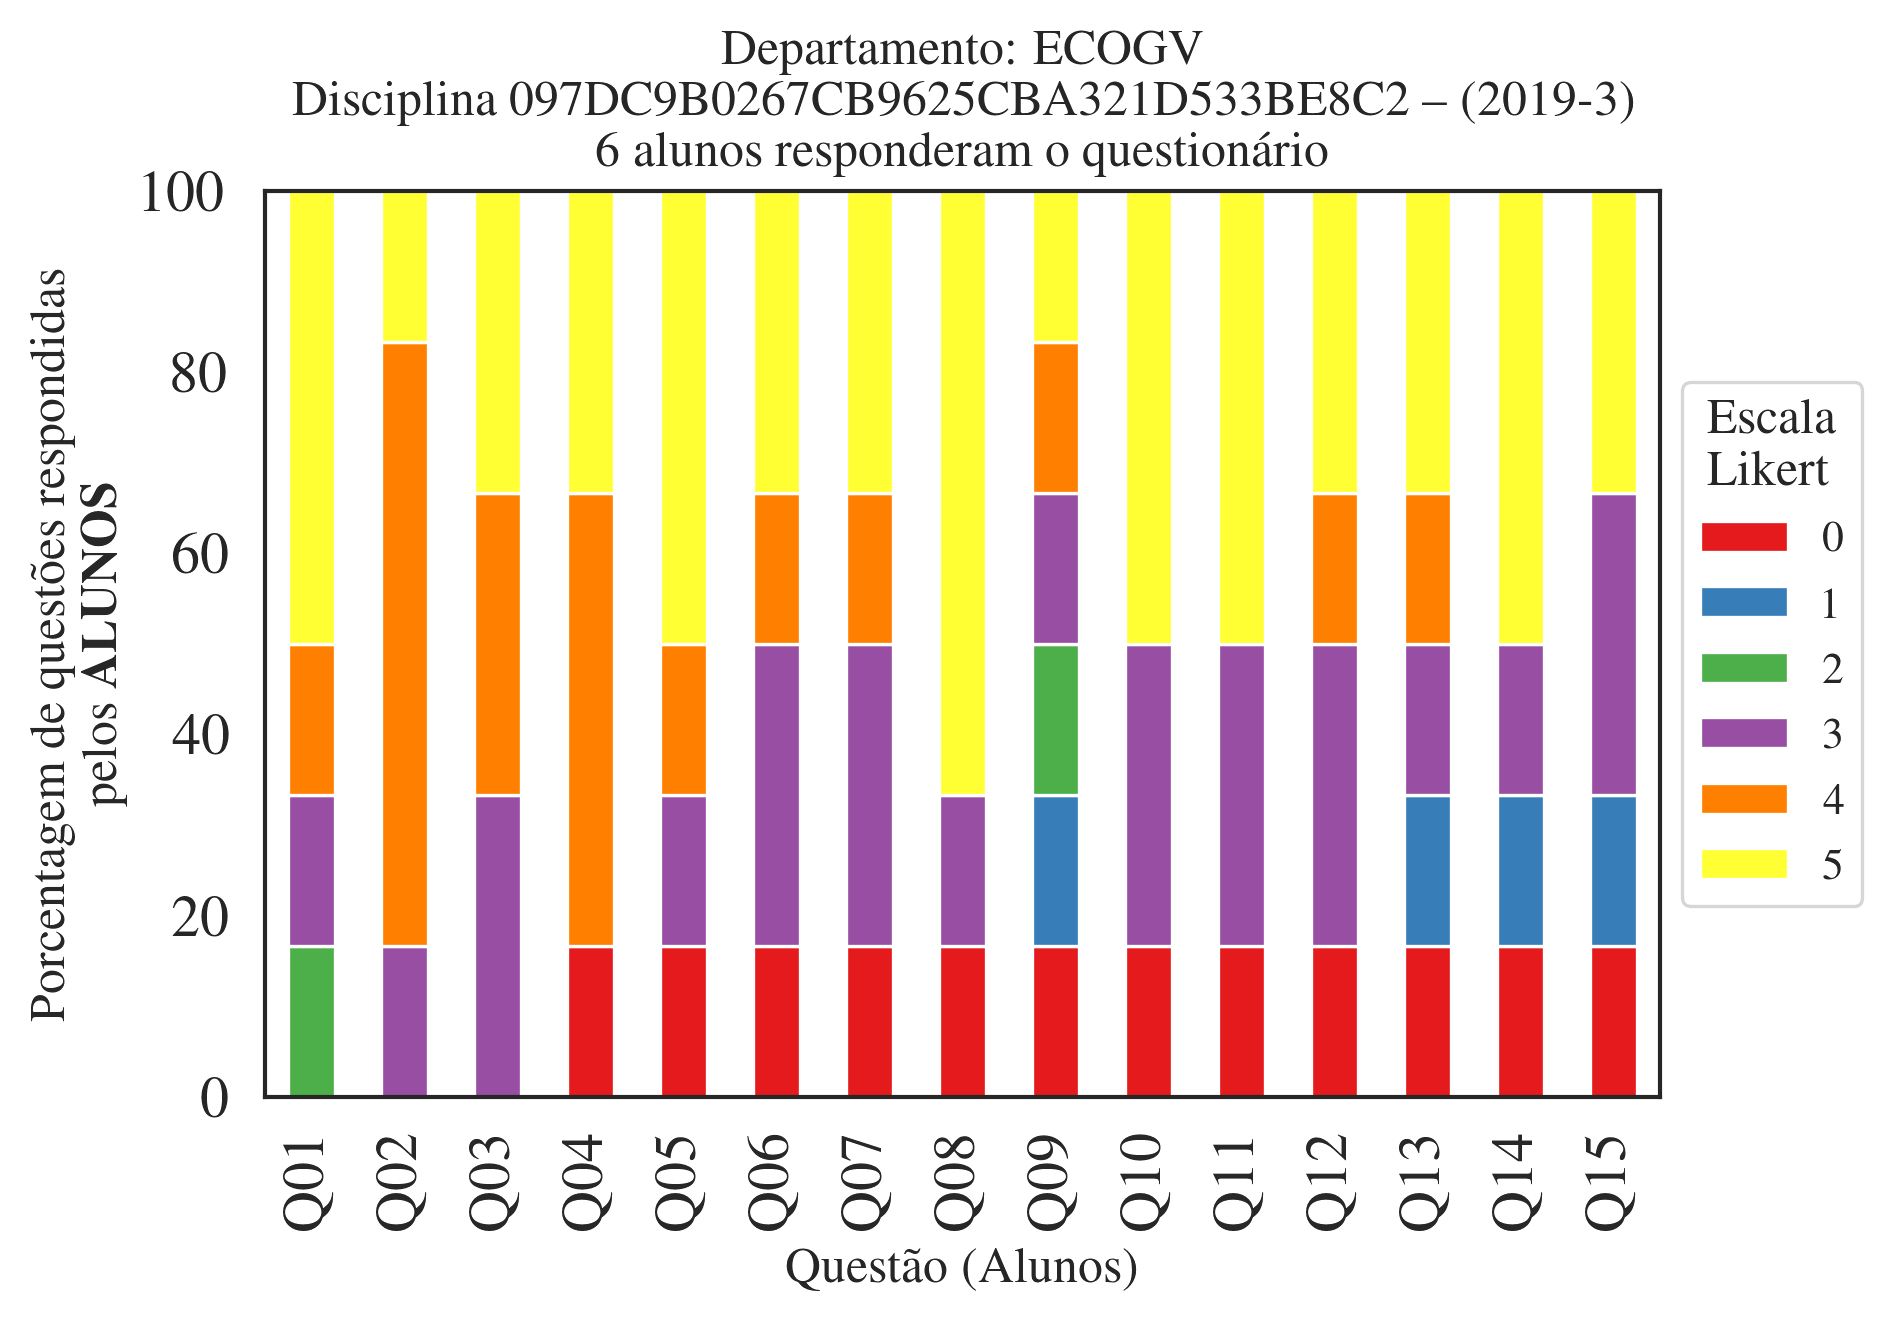 Departamento: ECOGV
Disciplina 097DC9B0267CB9625CBA321D533BE8C2 – (2019-3)
6 alunos responderam o questionário
Porcentagem de questões respondidas
pelos ALUNOS
100
80
60
40
20
0
Q01
Q02
Q03
Q04
Q05
Q06
Q07
Q08
Q09
Q10
Q11
Q12
Q13
Q14
Q15
Questão (Alunos)
Escala
Likert
0
1
2
3
4
5